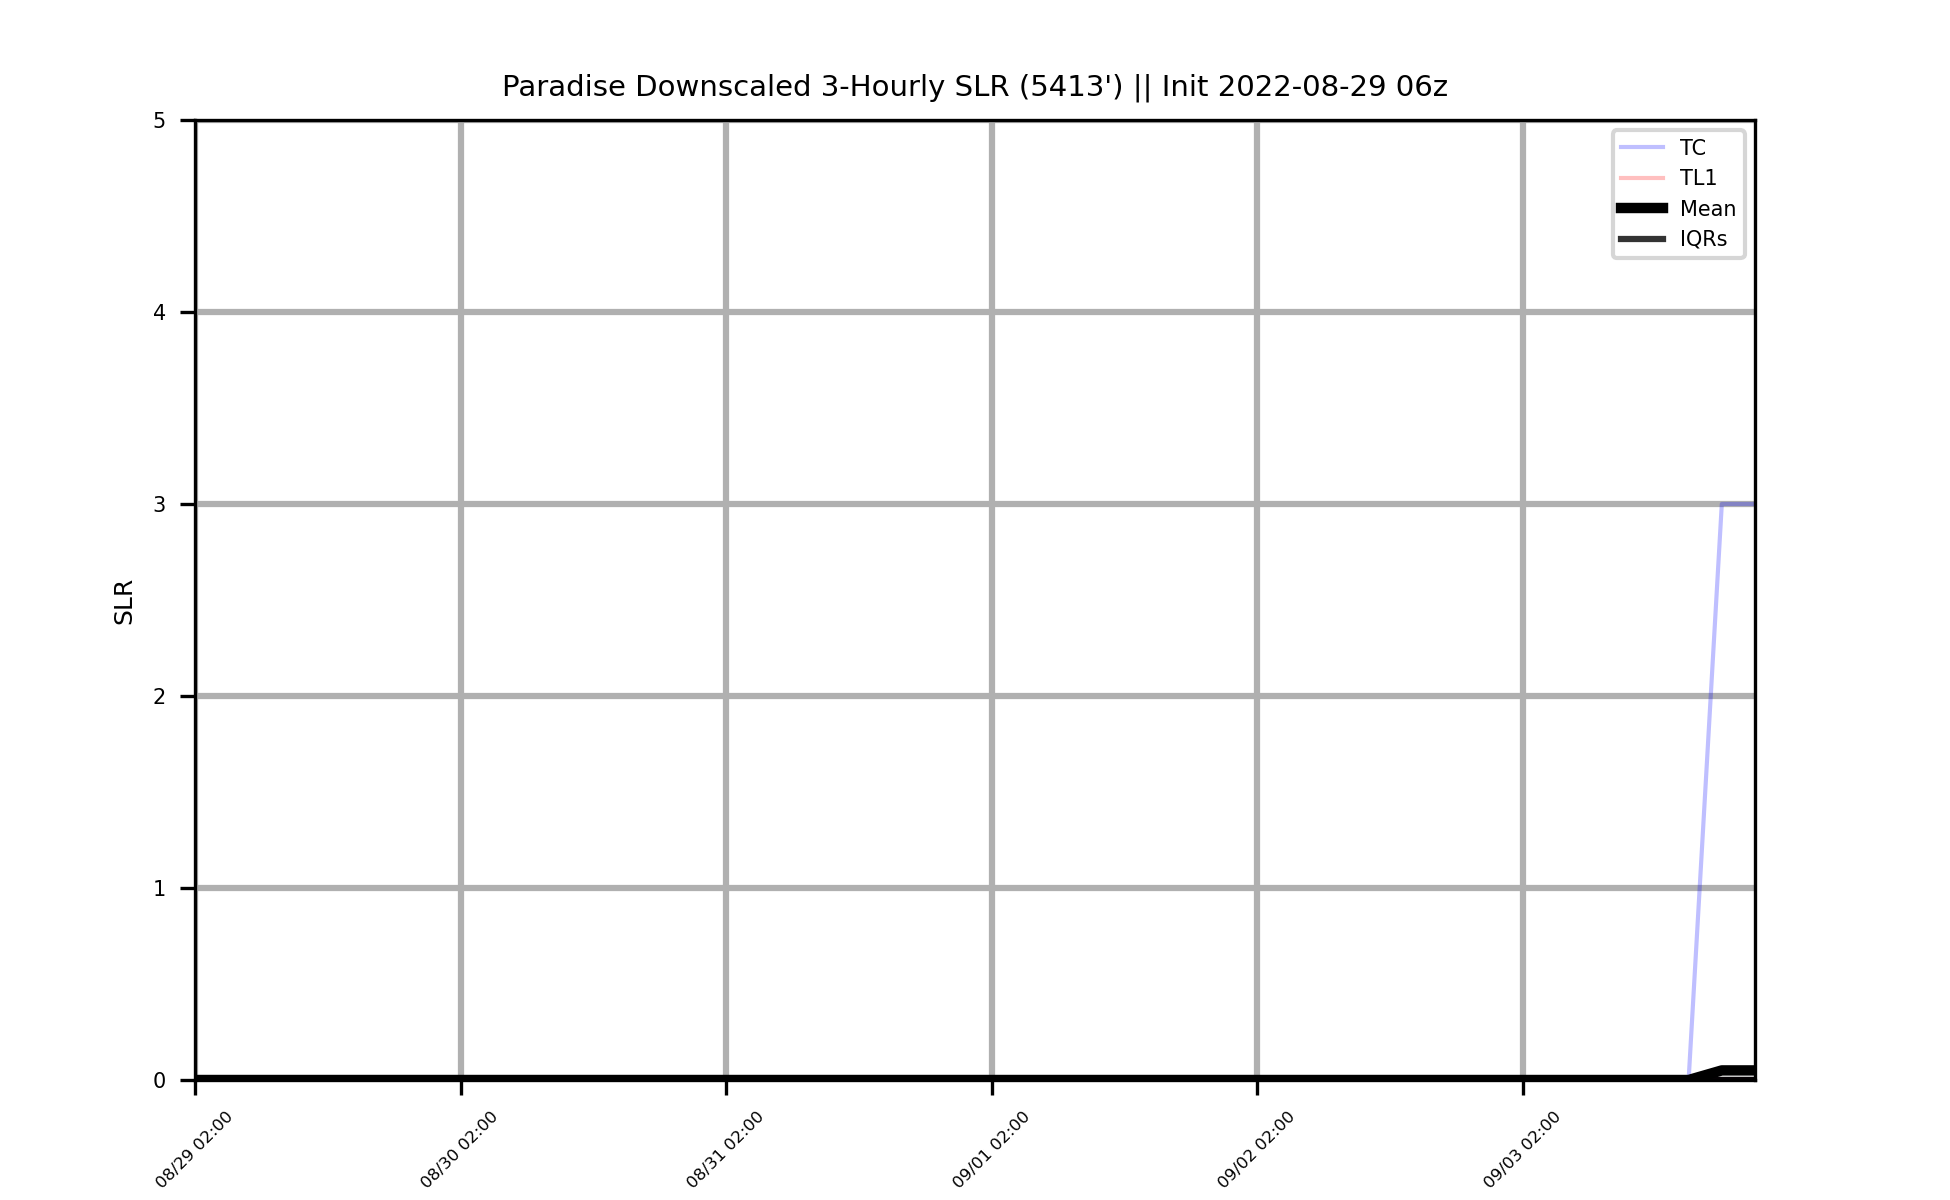 Paradise Downscaled 3-Hourly SLR (5413') || Init 2022-08-29 06z
5
4
3
2
1
0
SLR
TC
TL1
Mean
IQRs
08/29 02:00
08/30 02:00
08/31 02:00
09/01 02:00
09/02 02:00
09/03 02:00